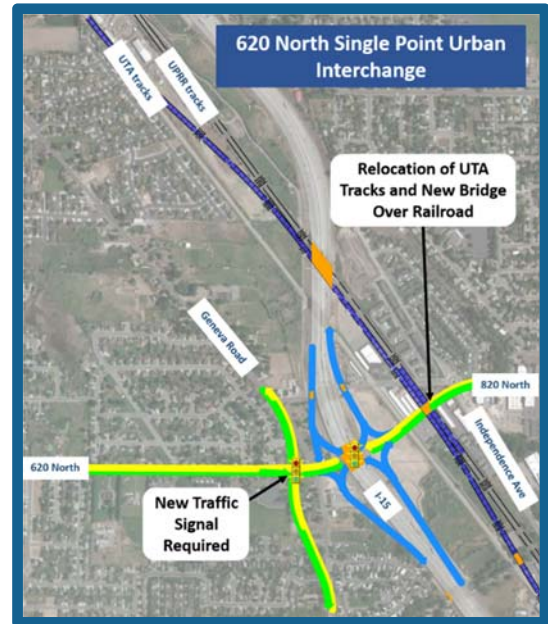 620 North Single Point Urban
Interchange
UTA tracks
UPRR tracks
Relocation of UTA
Tracks and New Bridge
Over Railroad
Geneva Road
820 North
Independence Ave
620 North
I-15
New Traffic
Signal
Required